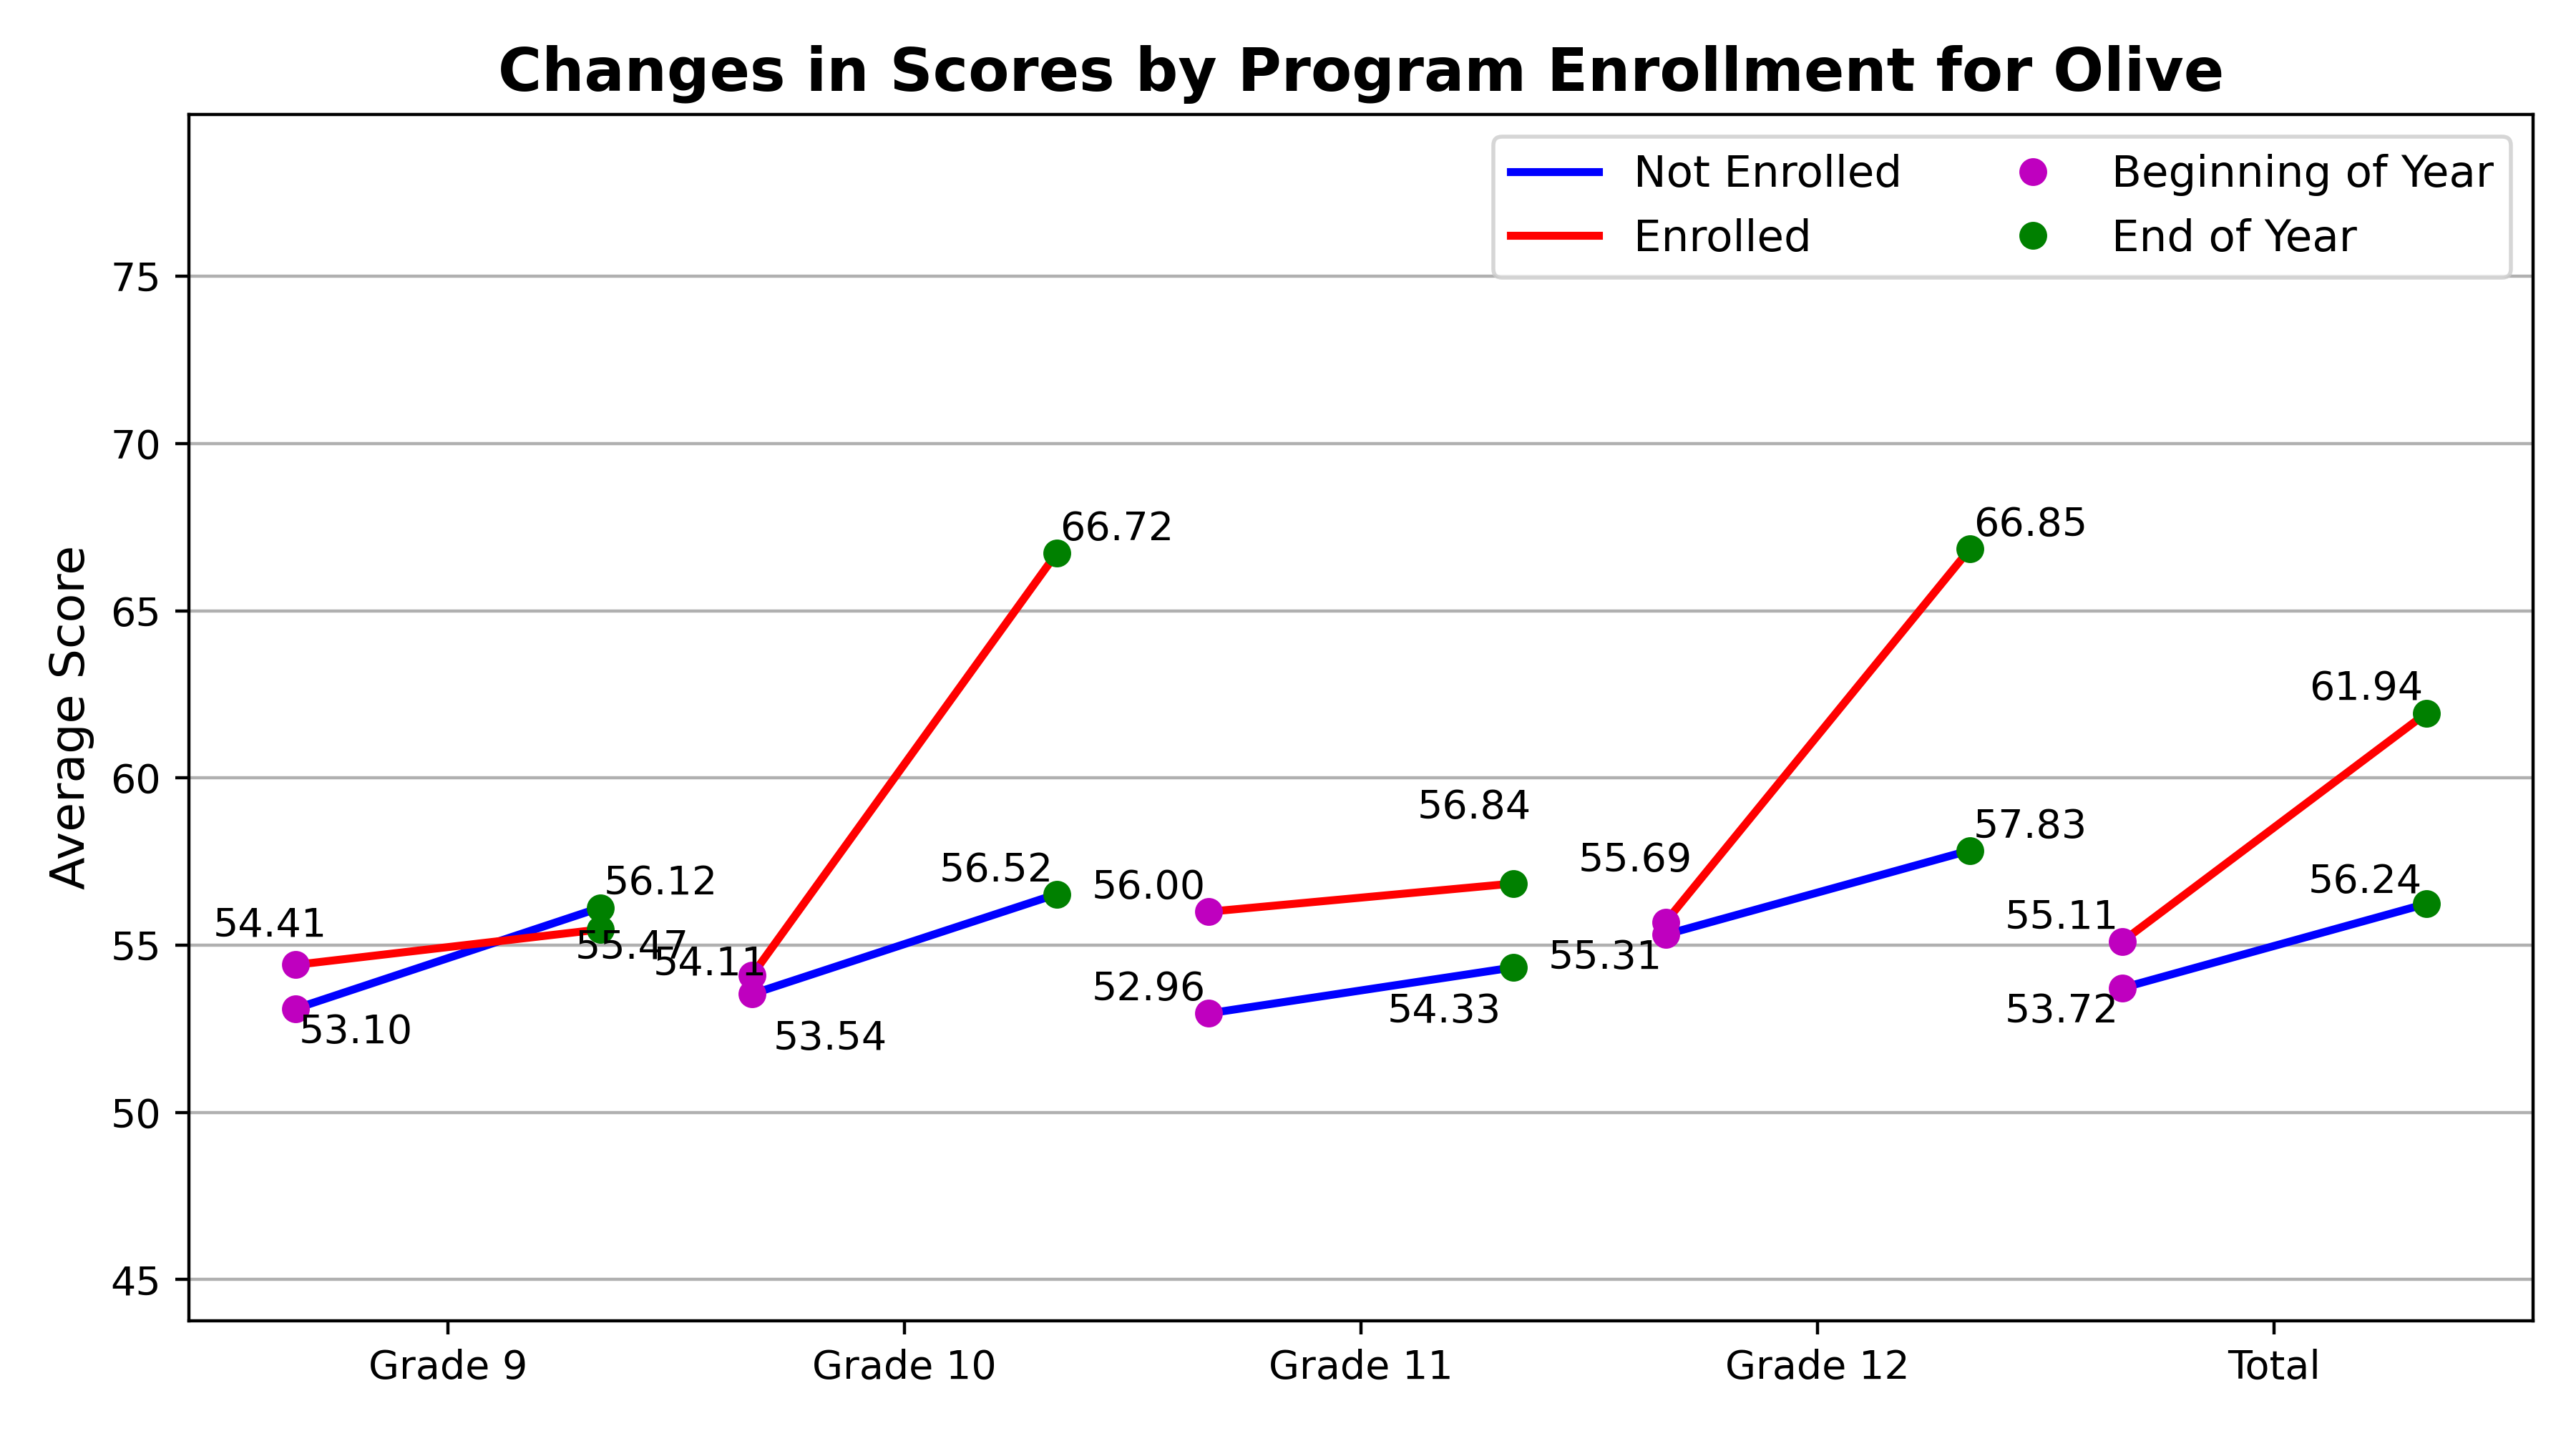 Changes in Scores by Program Enrollment for Olive
Not Enrolled
Enrolled
Beginning of Year
End of Year
Average Score
75
70
65
60
55
50
45
54.41
53.10
56.12
55.47
54.11
53.54
66.72
56.52
56.00
52.96
56.84
54.33
55.69
55.31
66.85
57.83
55.11
53.72
61.94
56.24
Grade 9
Grade 10
Grade 11
Grade 12
Total